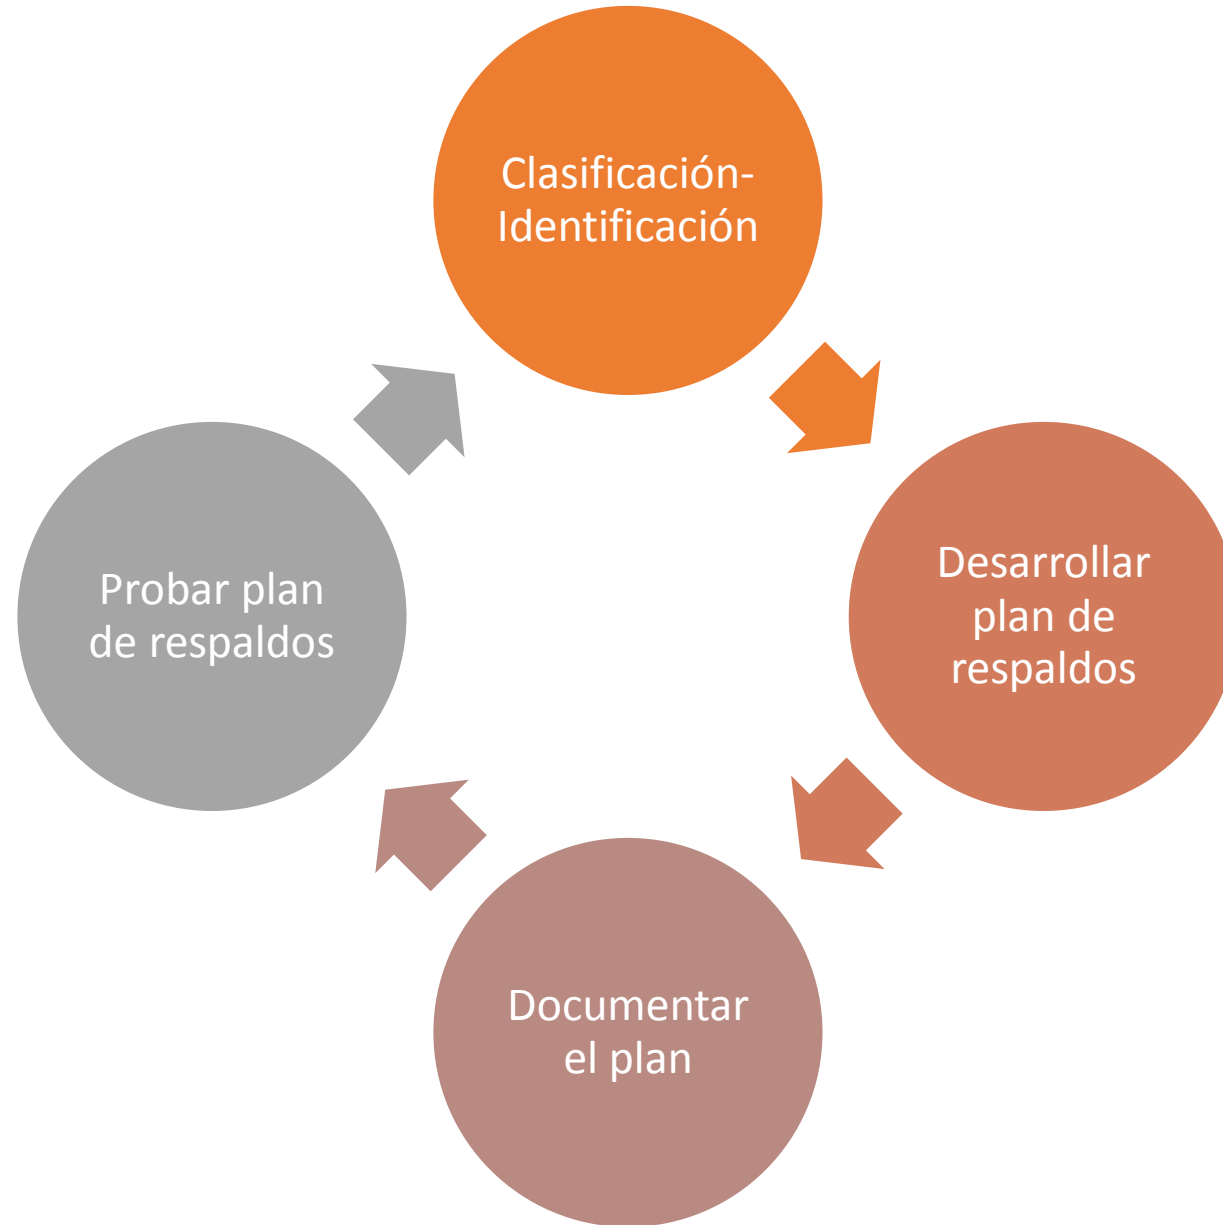 Clasificación-
Identificación
Desarrollar
plan de
respaldos
Documentar
el plan
Probar plan
de respaldos